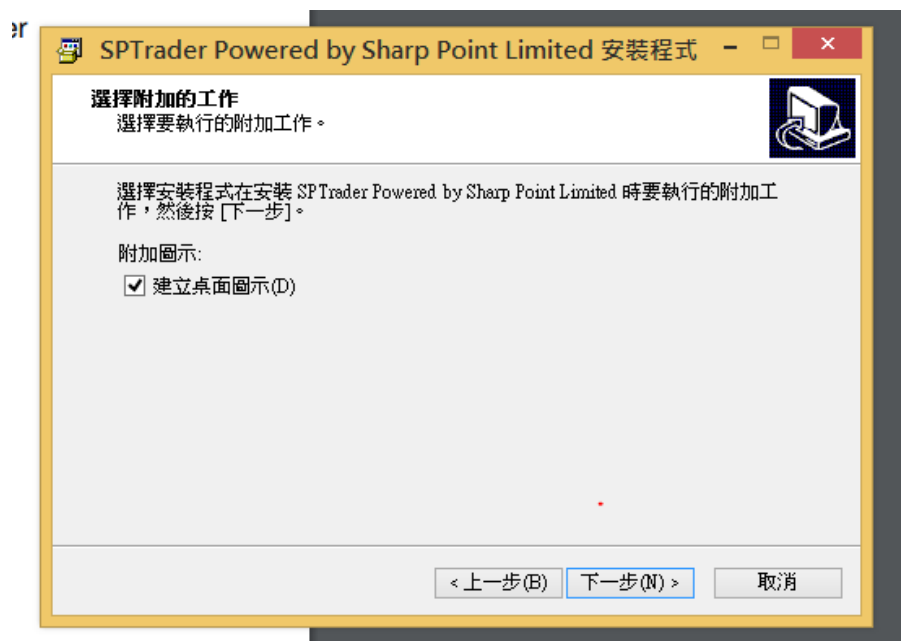 er
SPTrader Powered by Sharp Point Limited 安裝程式
選擇附加的工作
選擇要執行的附加工作。
選擇安裝程式在安裝 SPTrader Powered by Sharp Point Limited 時要執行的附加工
作，然後按 [下一步]。
附加圖示:
建立桌面圖示(D)
< 上一步(B) 下一步(N) > 取消